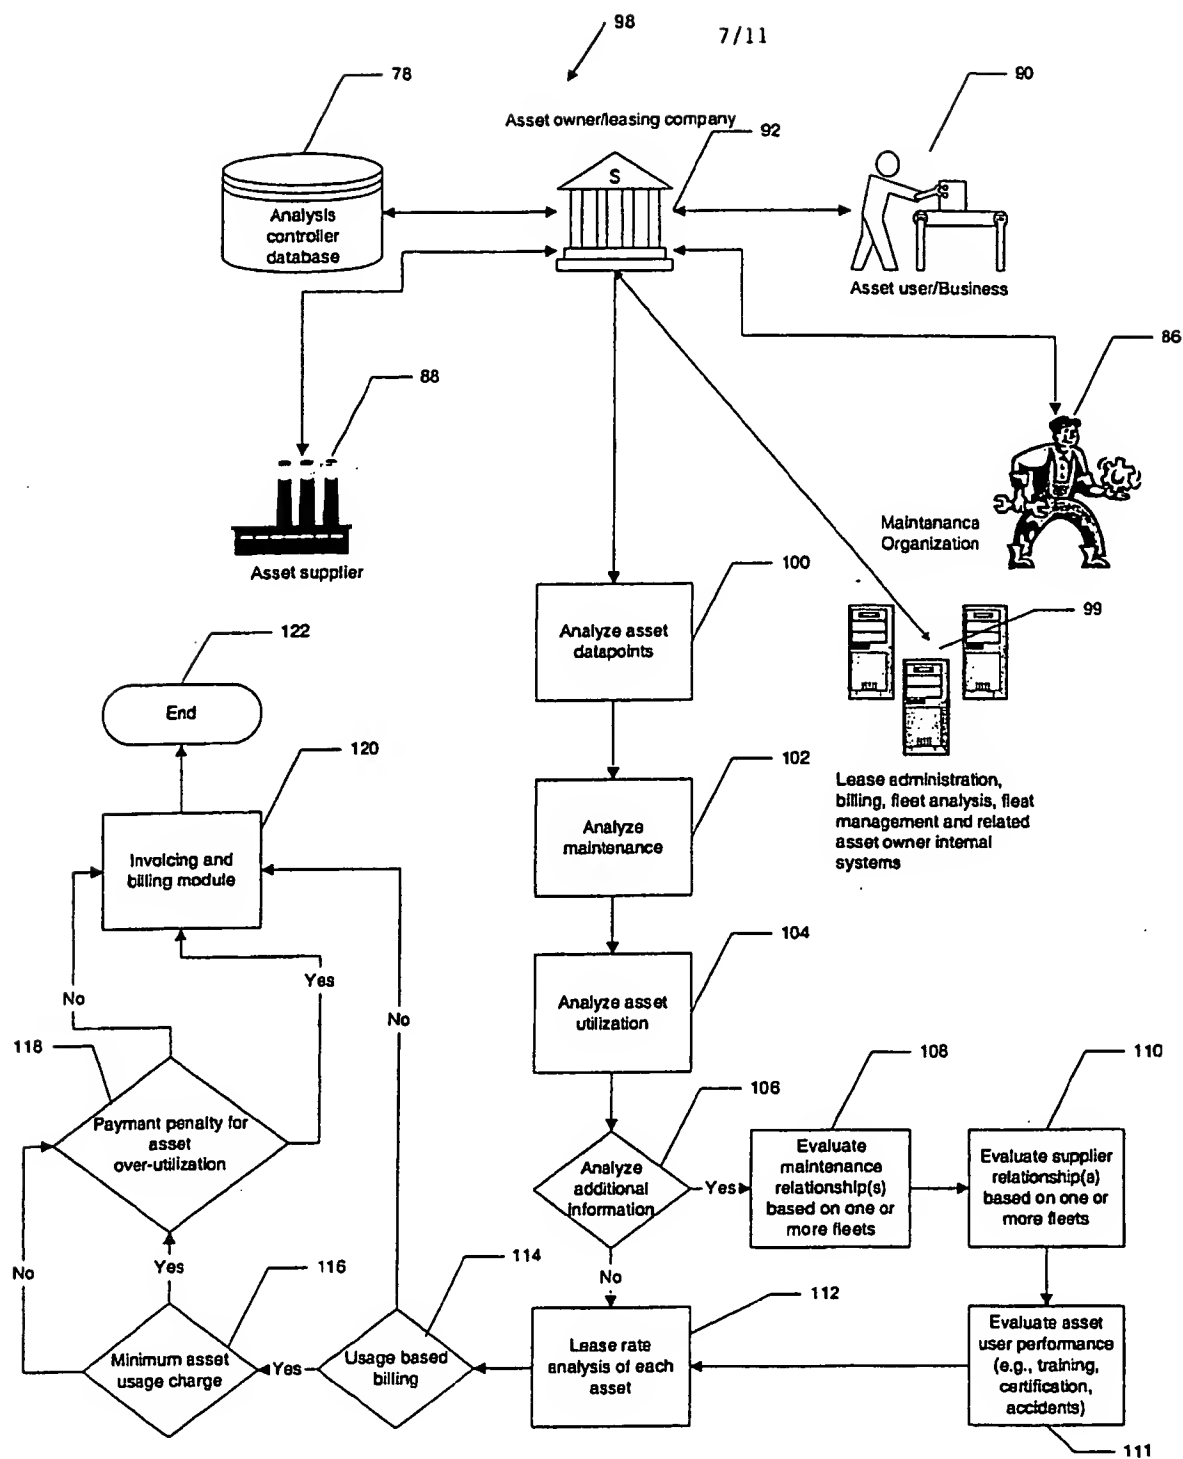 98
7/11
78
90
Asset owner/leasing company
92
$
Analysis
controller
database
Asset user/Business
86
88
Maintanance
Organization
Asset supplier
100
99
Analyze asset
datapoints
122
End
120
102
Lease administration,
billing, fleet analysis, fleet
management and related
asset owner internal
systems
Analyze
maintenance
Invoicing and
billing module
104
Yes
No
Analyze asset
utilization
No
118
108
110
106
Payment penalty for
asset
over-utilization
Analyze
additional
information
Yes
Evaluate
maintenance
relationship(s)
based on one or
more fleets
Evaluate supplier
relationship(s)
based on one or
more fleets
No
Yes
116
114
No
112
Minimum asset
usage charge
Yes
Usage based
billing
Lease rate
analysis of each
asset
Evaluate asset
user performance
(e.g., training,
certification,
accidents)
111